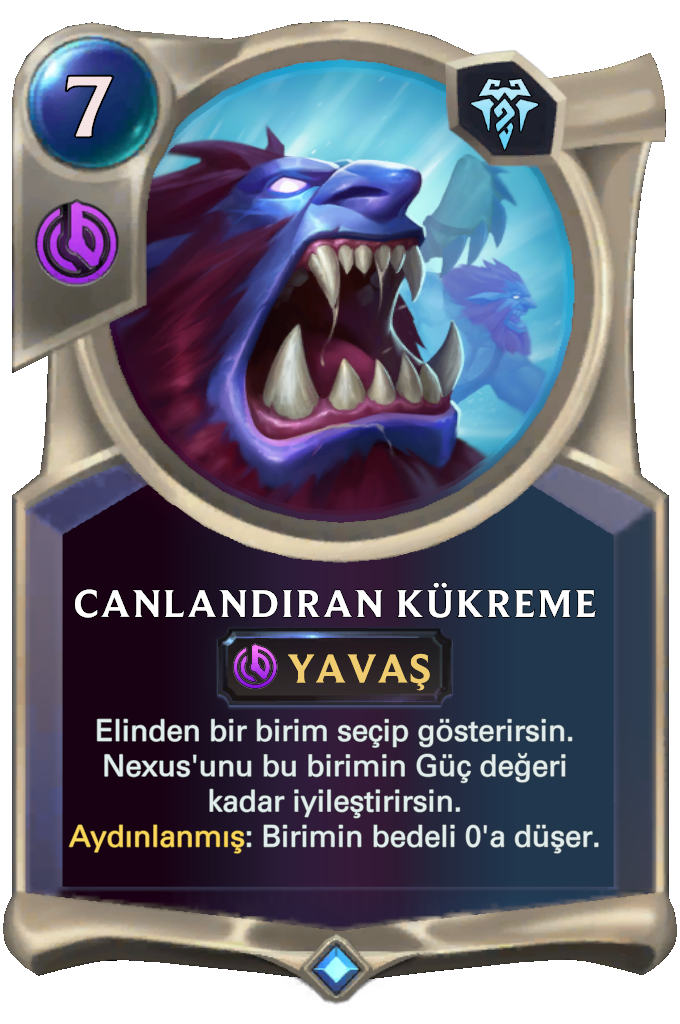 7
CANLANDIRAN KÜKREME
YAVAŞ
Elinden bir birim seçip gösterirsin.
Nexus'unu bu birimin Güç değeri
kadar iyileştirirsin.
Aydınlanmış: Birimin bedeli 0'a düşer.